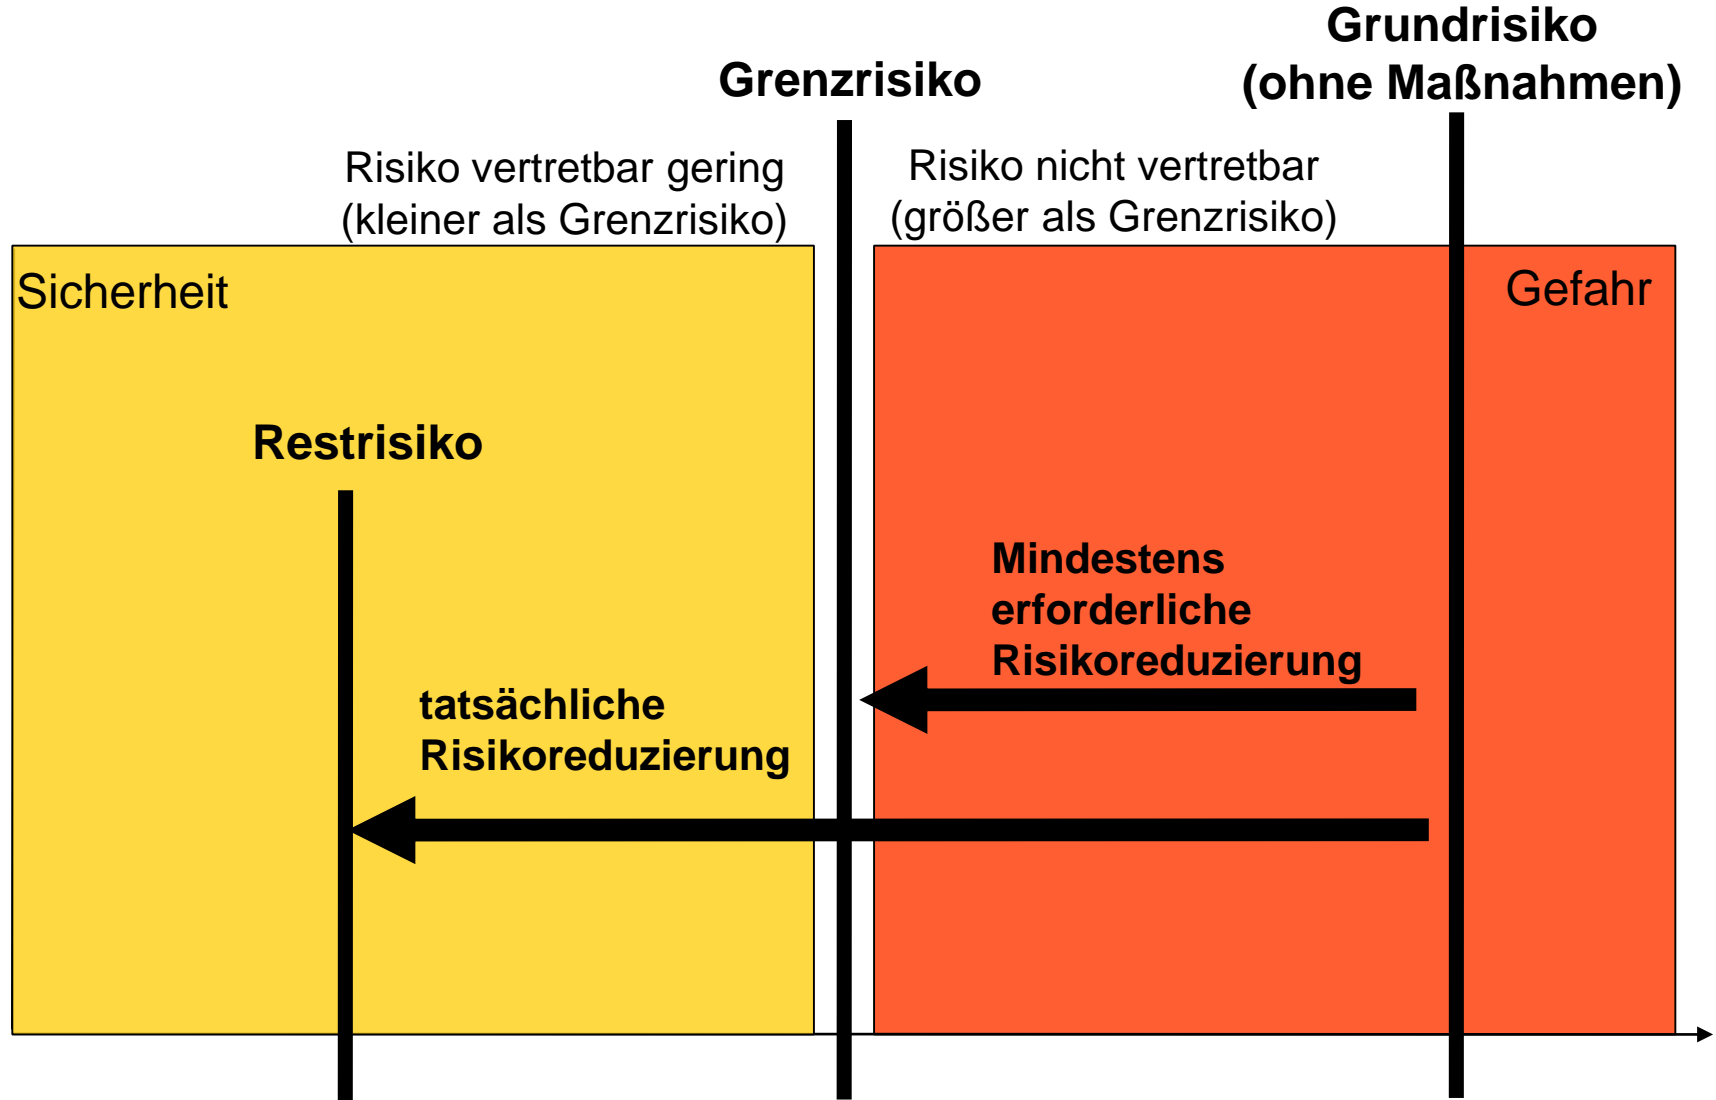 Grundrisiko
(ohne Maßnahmen)
Grenzrisiko
Risiko vertretbar gering
(kleiner als Grenzrisiko)
Risiko nicht vertretbar
(größer als Grenzrisiko)
Sicherheit
Gefahr
Restrisiko
Mindestens
erforderliche
Risikoreduzierung
tatsächliche
Risikoreduzierung